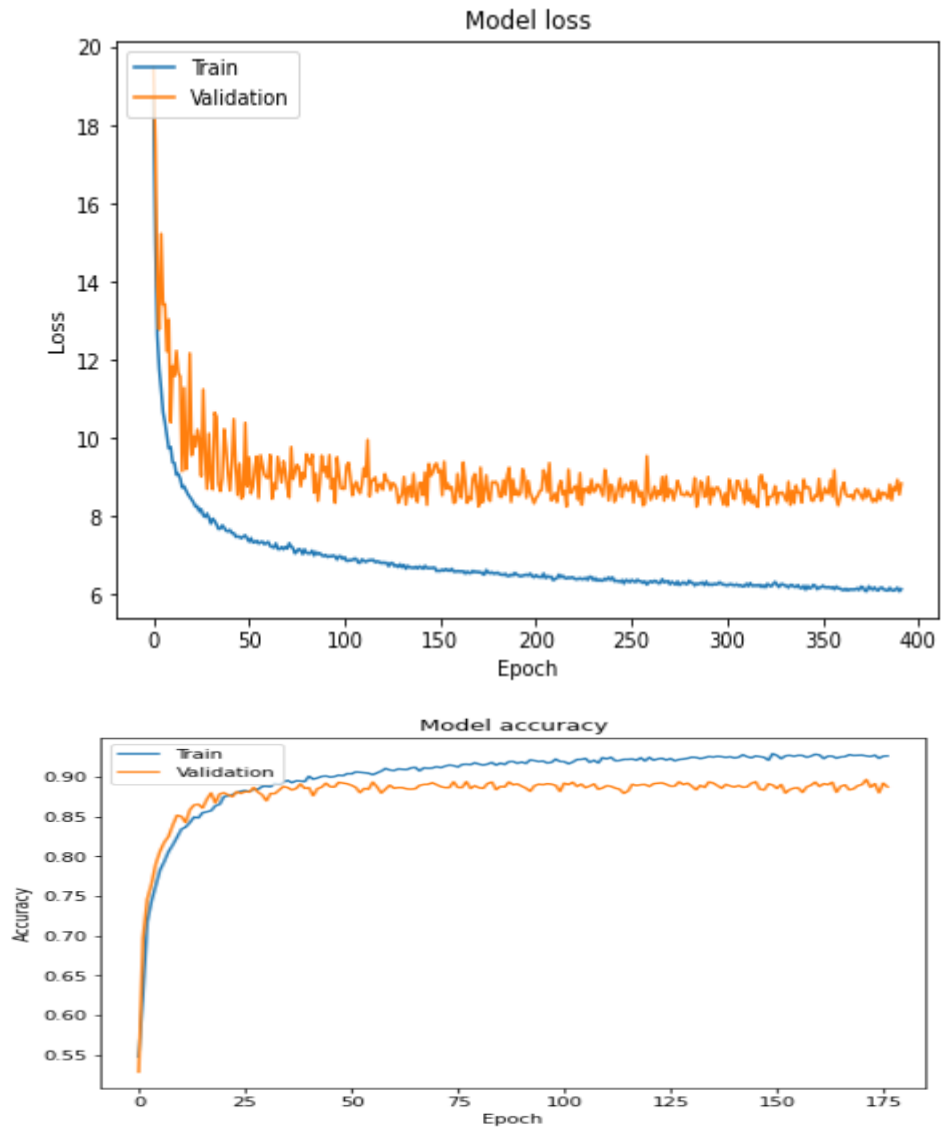 Model loss
20
18
16
14
12
10
8
6
Loss
Train
Validation
0 50 100 150 200 250 300 350 400
Epoch
Model accuracy
0.90
0.85
0.80
0.75
0.70
0.65
0.60
0.55
Accuracy
Train
Validation
0 25 50 75 100 125 150 175
Epoch